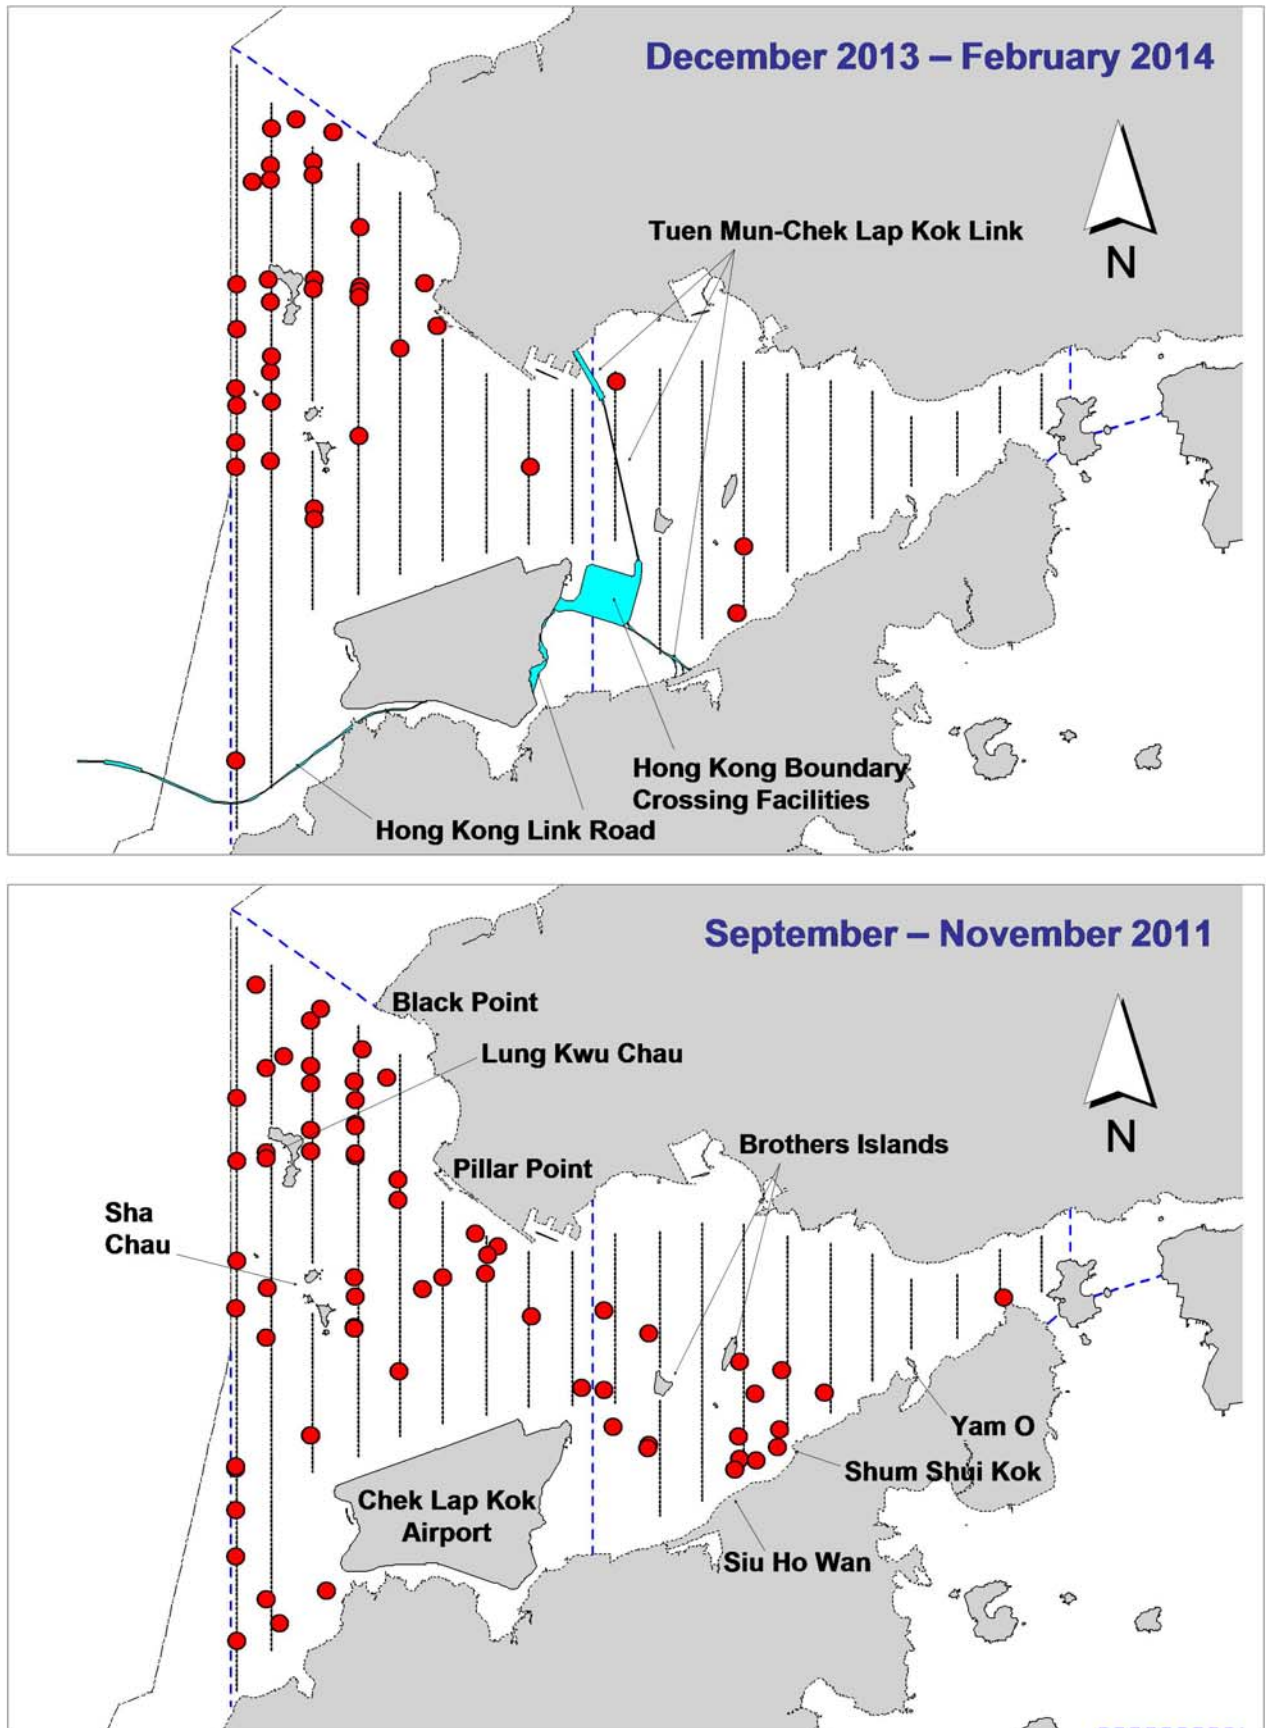 December 2013 – February 2014
Tuen Mun-Chek Lap Kok Link
N
Hong Kong Boundary
Crossing Facilities
Hong Kong Link Road
September – November 2011
Black Point
Lung Kwu Chau
N
Brothers Islands
Pillar Point
Sha
Chau
Yam O
Shum Shui Kok
Chek Lap Kok
Airport
Siu Ho Wan